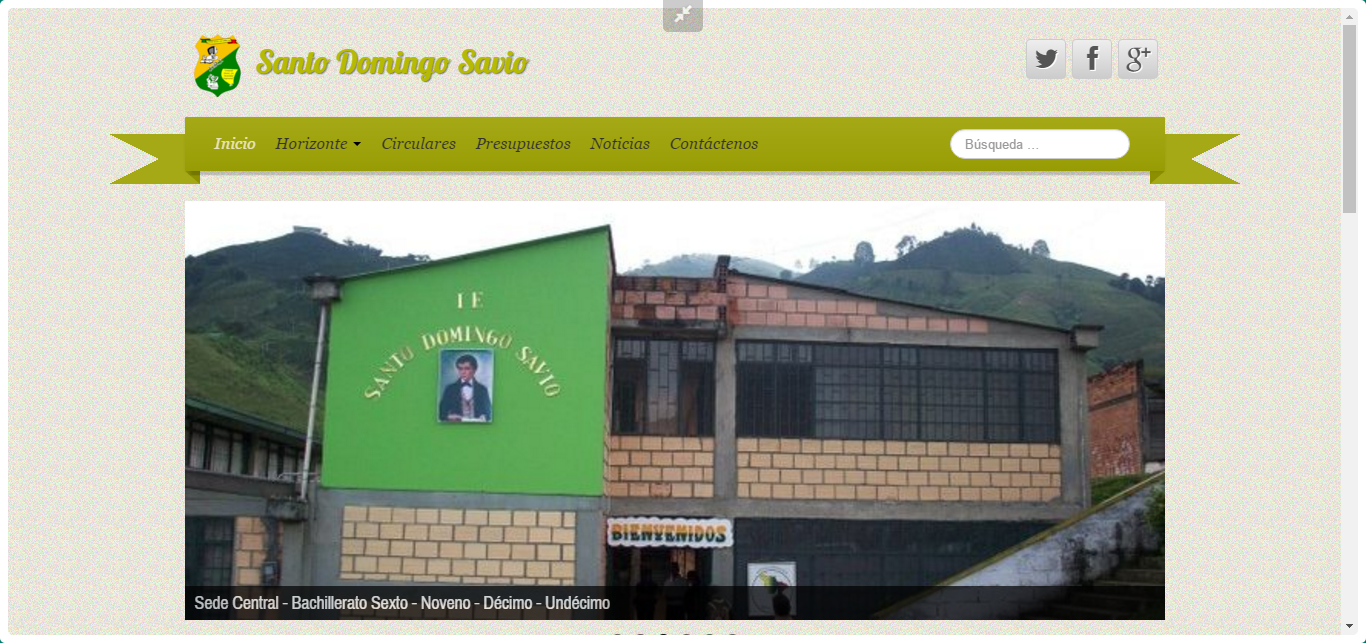 Santo Domingo Savio
Inicio Horizonte Circulares Presupuestos Noticias Contáctenos
Búsqueda ...
I E
SANTO DOMINGO SAVIO
BIENVENIDOS
Sede Central - Bachillerato Sexto - Noveno - Décimo - Undécimo